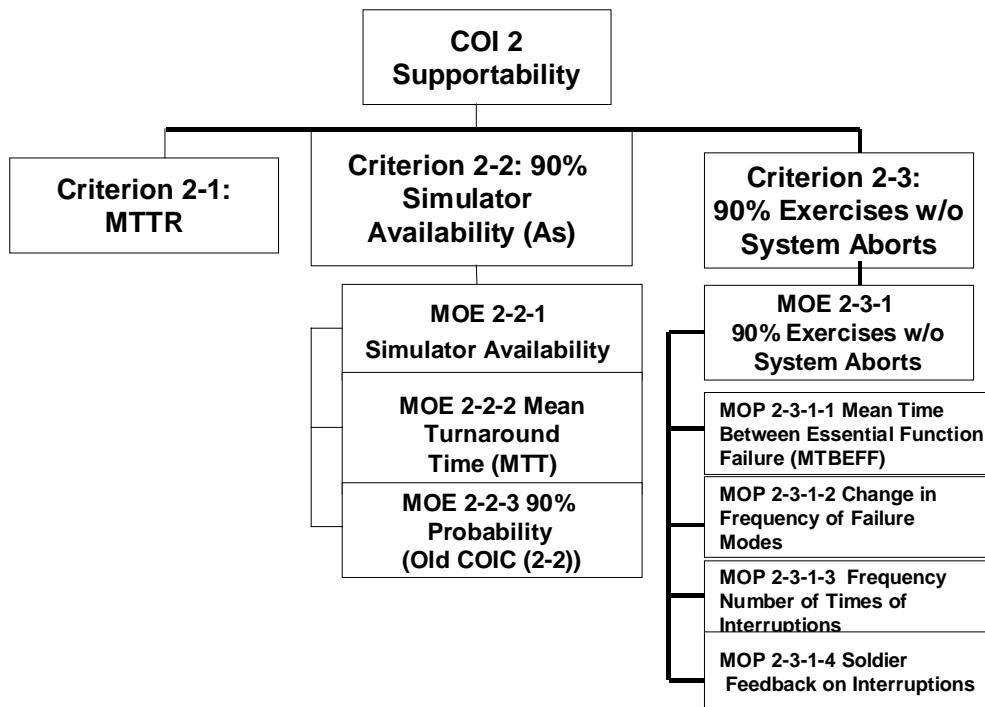 COI 2
Supportability
Criterion 2-1:
MTTR
Criterion 2-2: 90%
Simulator
Availability (As)
Criterion 2-3:
90% Exercises w/o
System Aborts
MOE 2-2-1
Simulator Availability
MOE 2-2-2 Mean
Turnaround
Time (MTT)
MOE 2-2-3 90%
Probability
(Old COIC (2-2))
MOE 2-3-1
90% Exercises w/o
System Aborts
MOP 2-3-1-1 Mean Time
Between Essential Function
Failure (MTBEFF)
MOP 2-3-1-2 Change in
Frequency of Failure
Modes
MOP 2-3-1-3 Frequency
Number of Times of
Interruptions
MOP 2-3-1-4 Soldier
Feedback on Interruptions